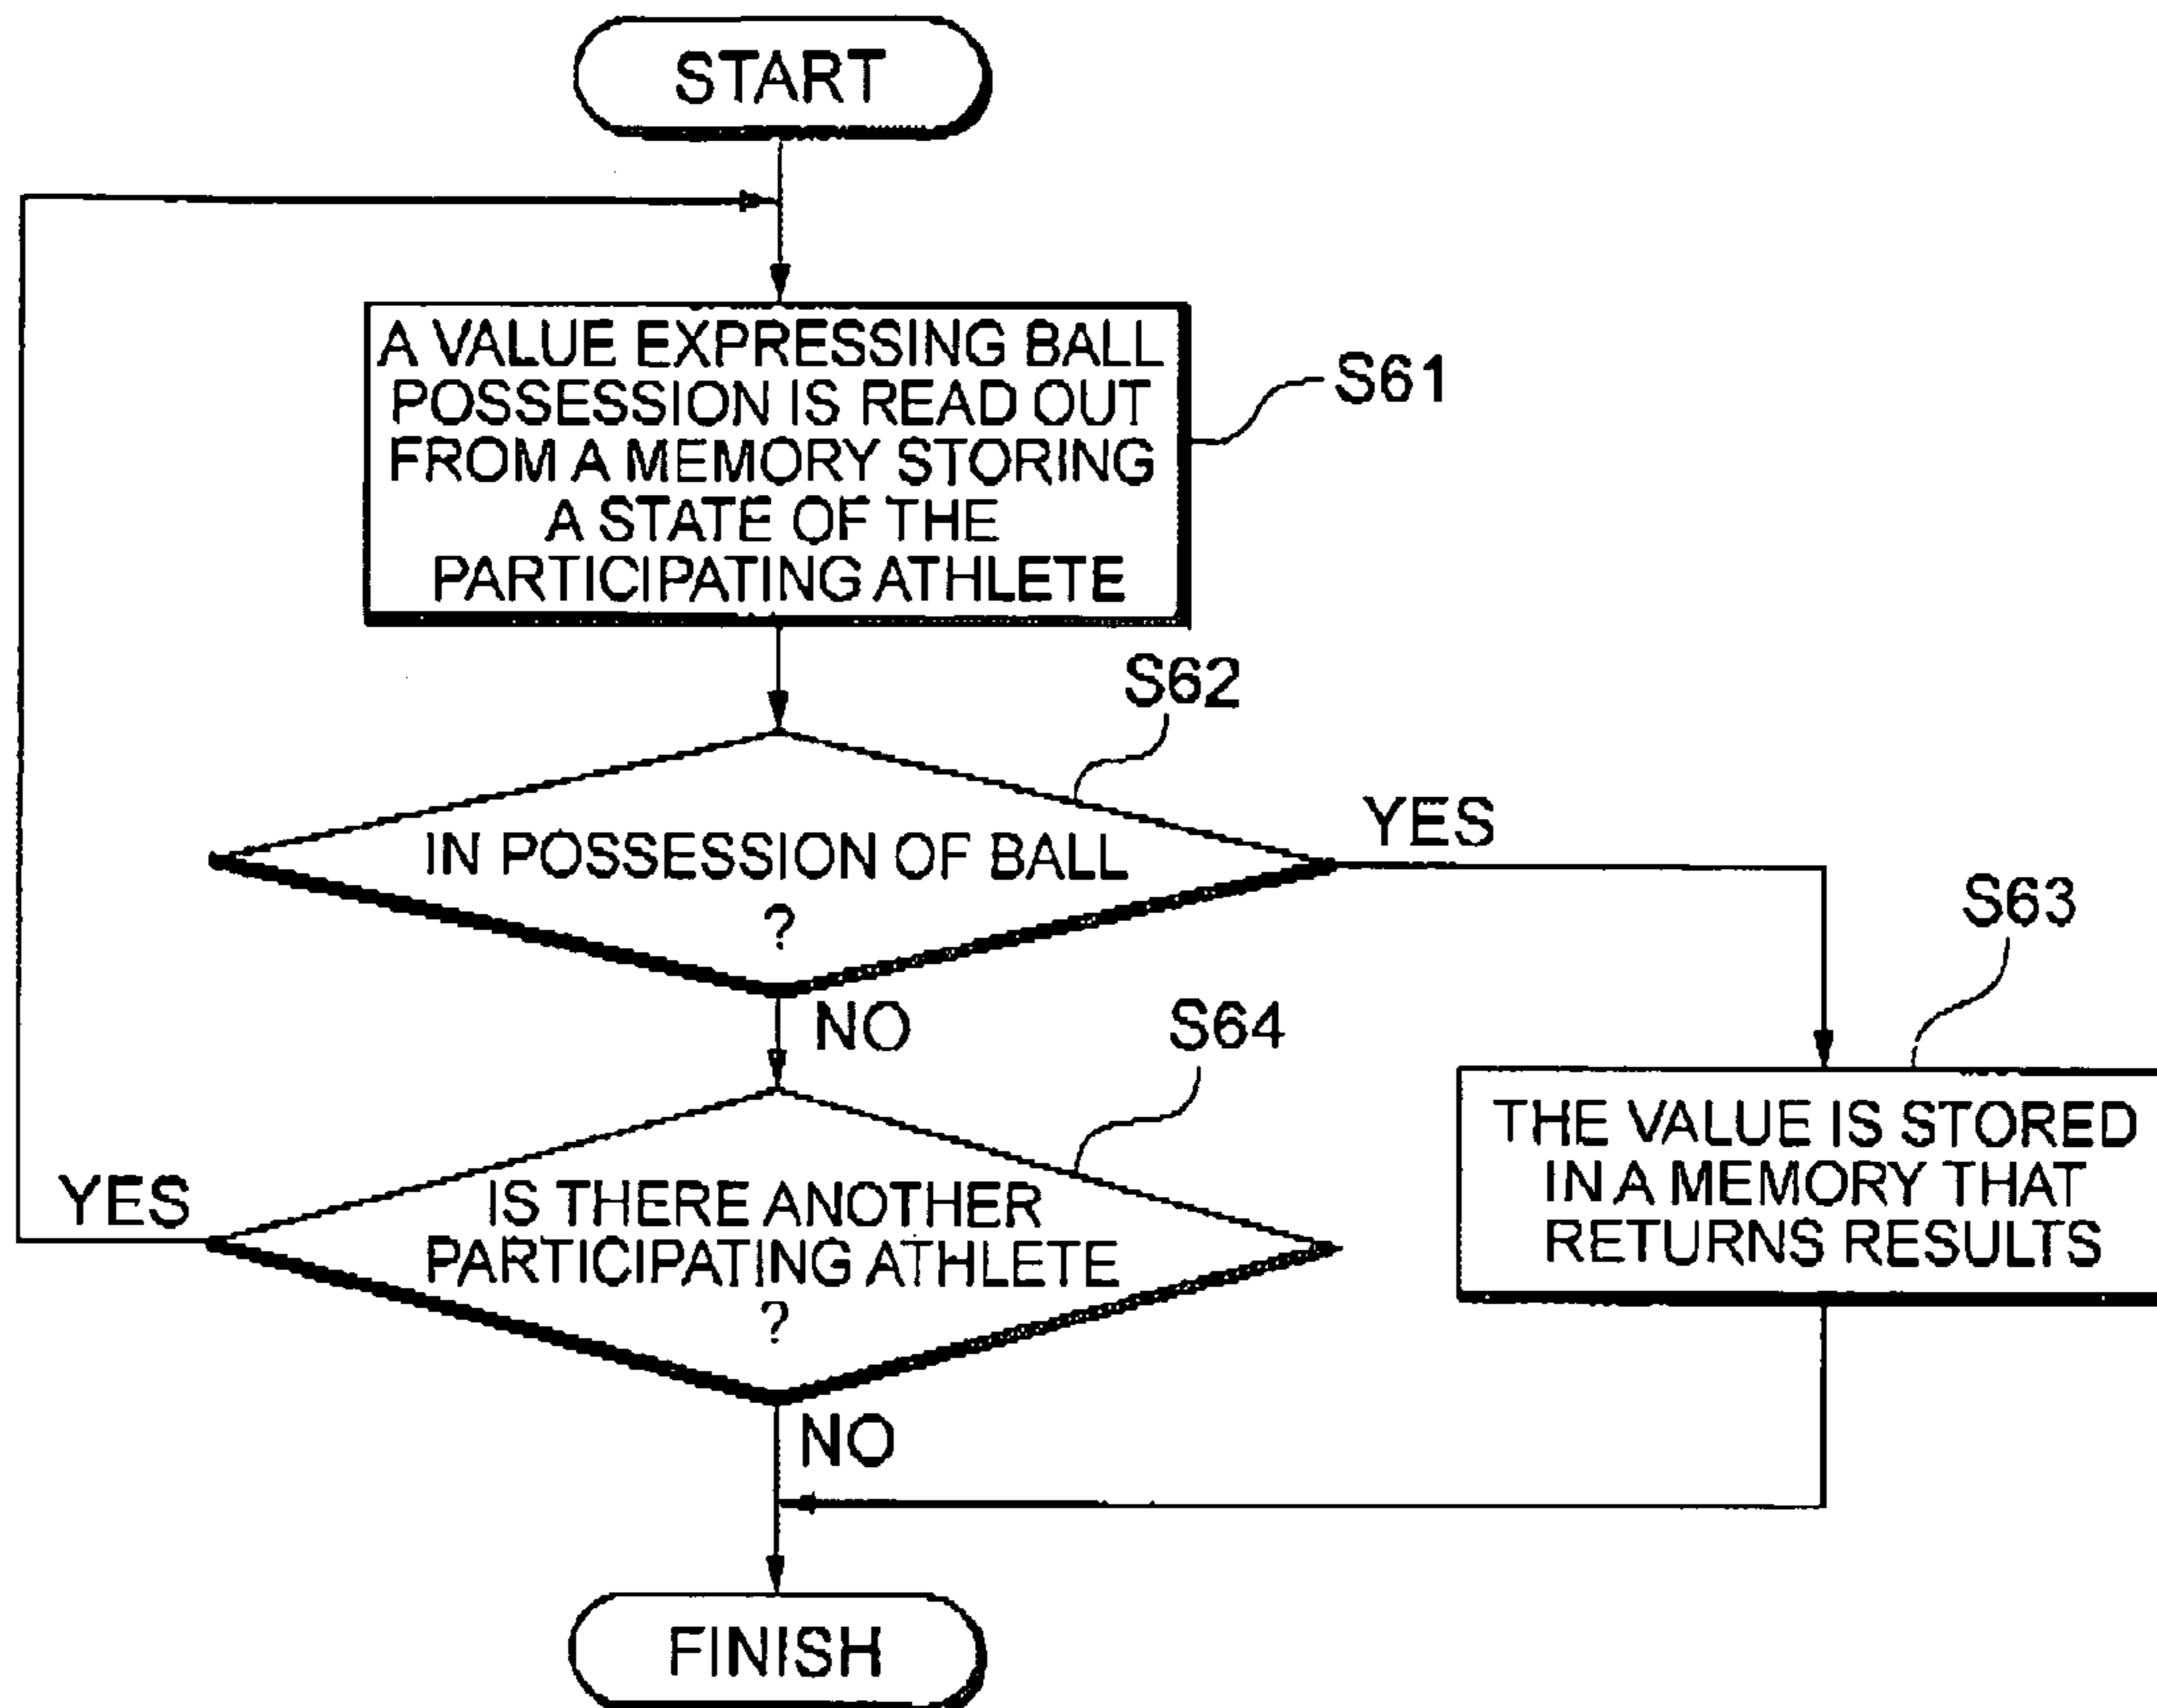 START
A VALUE EXPRESSING BALL
POSSESSION IS READ OUT
FROM A MEMORY STORING
A STATE OF THE
PARTICIPATING ATHLETE
S61
S62
IN POSSESSION OF BALL
?
YES
NO
S63
THE VALUE IS STORED
IN A MEMORY THAT
RETURNS RESULTS
S64
IS THERE ANOTHER
PARTICIPATING ATHLETE
?
YES
NO
FINISH